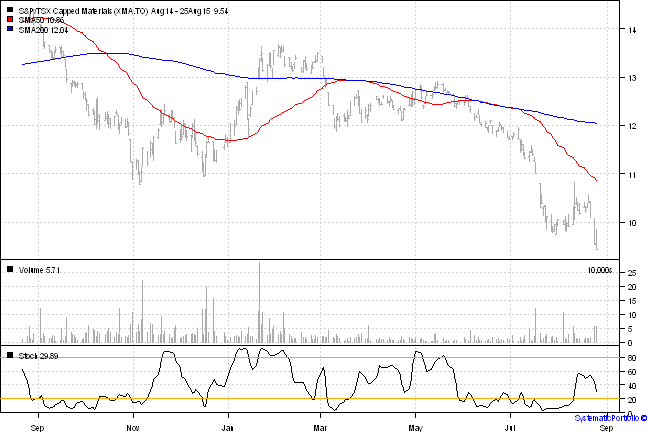 S&P/TSX Capped Materials (XMA.TO) Aug14 - 25Aug15 9.54
SMA50 10.86
SMA200 12.04
14
13
12
11
10
Volume 5.71
10,000s
25
20
15
10
5
0
Stoch 29.89
80
60
40
20
0
Sep
Nov
Jan
Mar
May
Jul
Sep
SystematicPortfolio ©